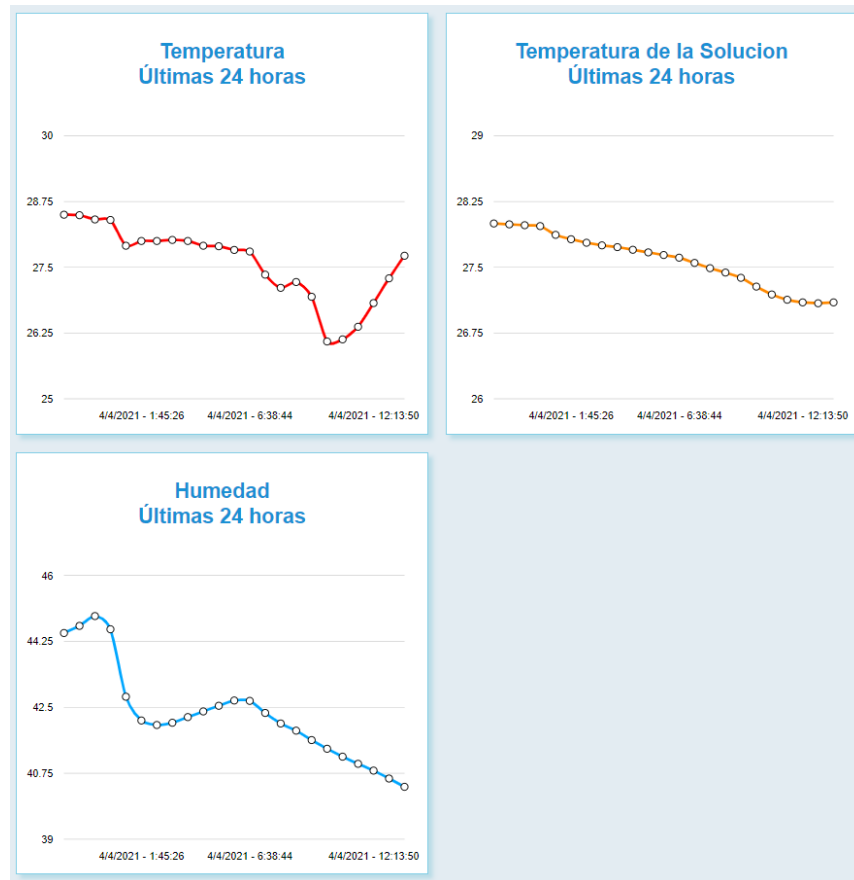 Temperatura
Últimas 24 horas
30
28.75
27.5
26.25
25
4/4/2021 - 1:45:26 4/4/2021 - 6:38:44 4/4/2021 - 12:13:50
Temperatura de la Solucion
Últimas 24 horas
29
28.25
27.5
26.75
26
4/4/2021 - 1:45:26 4/4/2021 - 6:38:44 4/4/2021 - 12:13:50
Humedad
Últimas 24 horas
46
44.25
42.5
40.75
39
4/4/2021 - 1:45:26 4/4/2021 - 6:38:44 4/4/2021 - 12:13:50